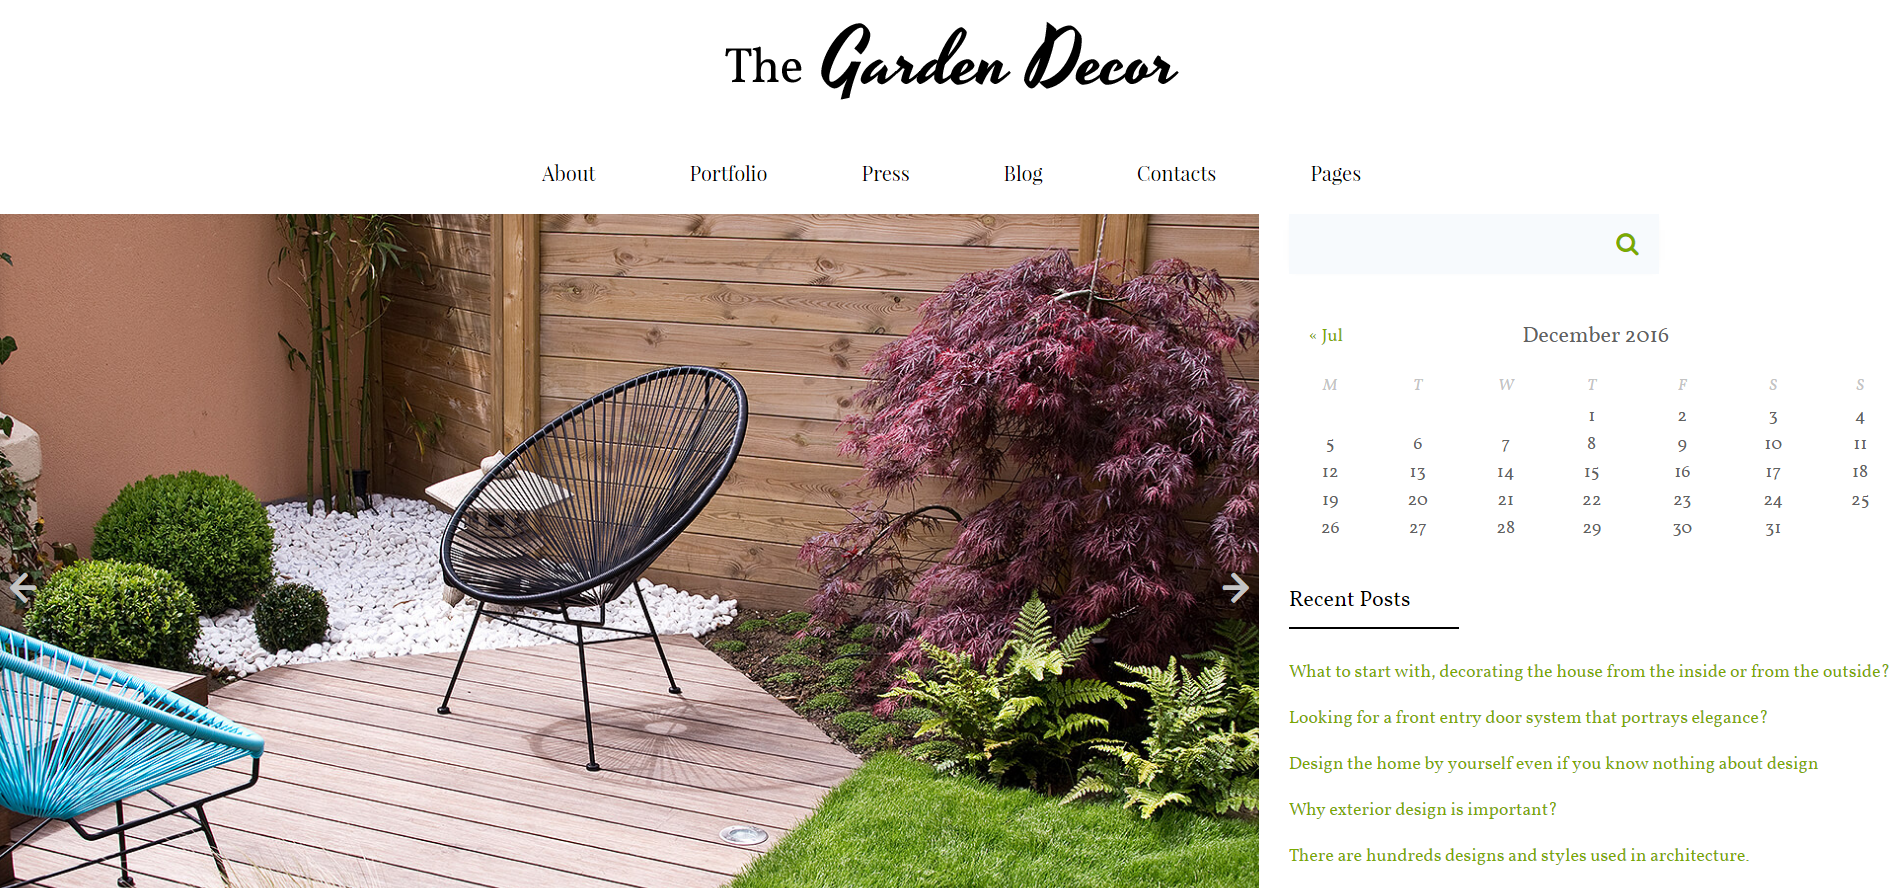 The Garden Decor
About Portfolio Press Blog Contacts Pages
« Jul December 2016
M T W T F S S
1 2 3 4
5 6 7 8 9 10 11
12 13 14 15 16 17 18
19 20 21 22 23 24 25
26 27 28 29 30 31
Recent Posts
What to start with, decorating the house from the inside or from the outside?
Looking for a front entry door system that portrays elegance?
Design the home by yourself even if you know nothing about design
Why exterior design is important?
There are hundreds designs and styles used in architecture.